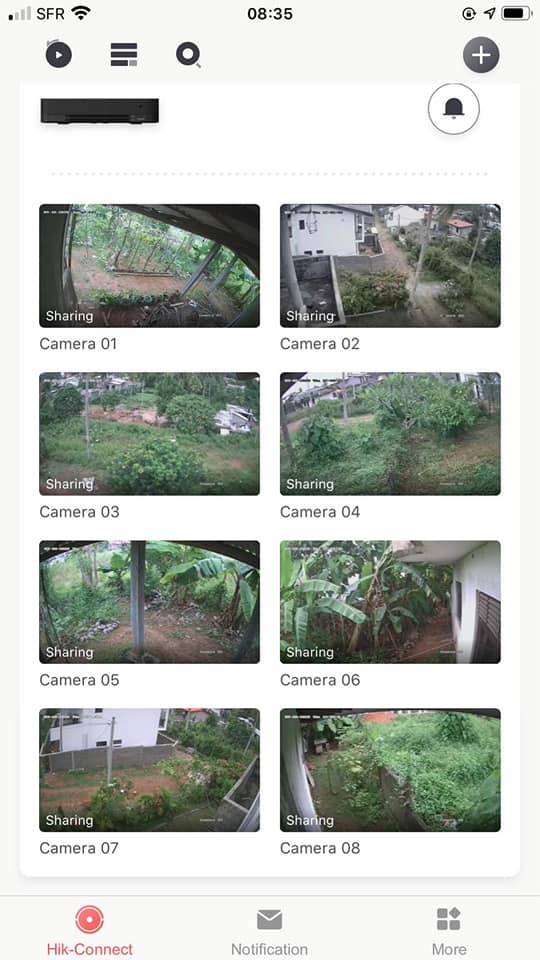 SFR 08:35
Sharing
Camera 01
Sharing
Camera 02
Sharing
Camera 03
Sharing
Camera 04
Sharing
Camera 05
Sharing
Camera 06
Sharing
Camera 07
Sharing
Camera 08
Hik-Connect
Notification
More